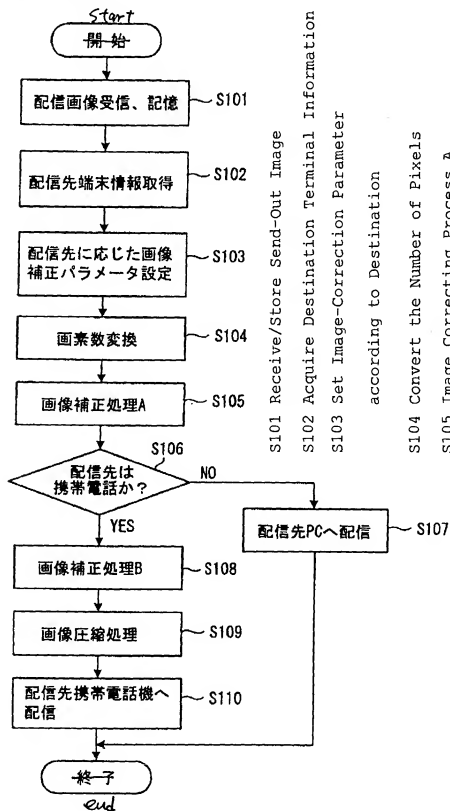 Start
開始
配信画像受信、記憶
S101
配信先端末情報取得
S102
配信先に応じた画像
補正パラメータ設定
S103
画素数変換
S104
画像補正処理A
S105
S106
配信先は
携帯電話か?
NO
YES
配信先PCへ配信
S107
画像補正処理B
S108
画像圧縮処理
S109
配信先携帯電話機へ
配信
S110
終了
end
S101 Receive/Store Send-Out Image
S102 Acquire Destination Terminal Information
S103 Set Image-Correction Parameter
according to Destination
S104 Convert the Number of Pixels
S105 Image Correcting Process A